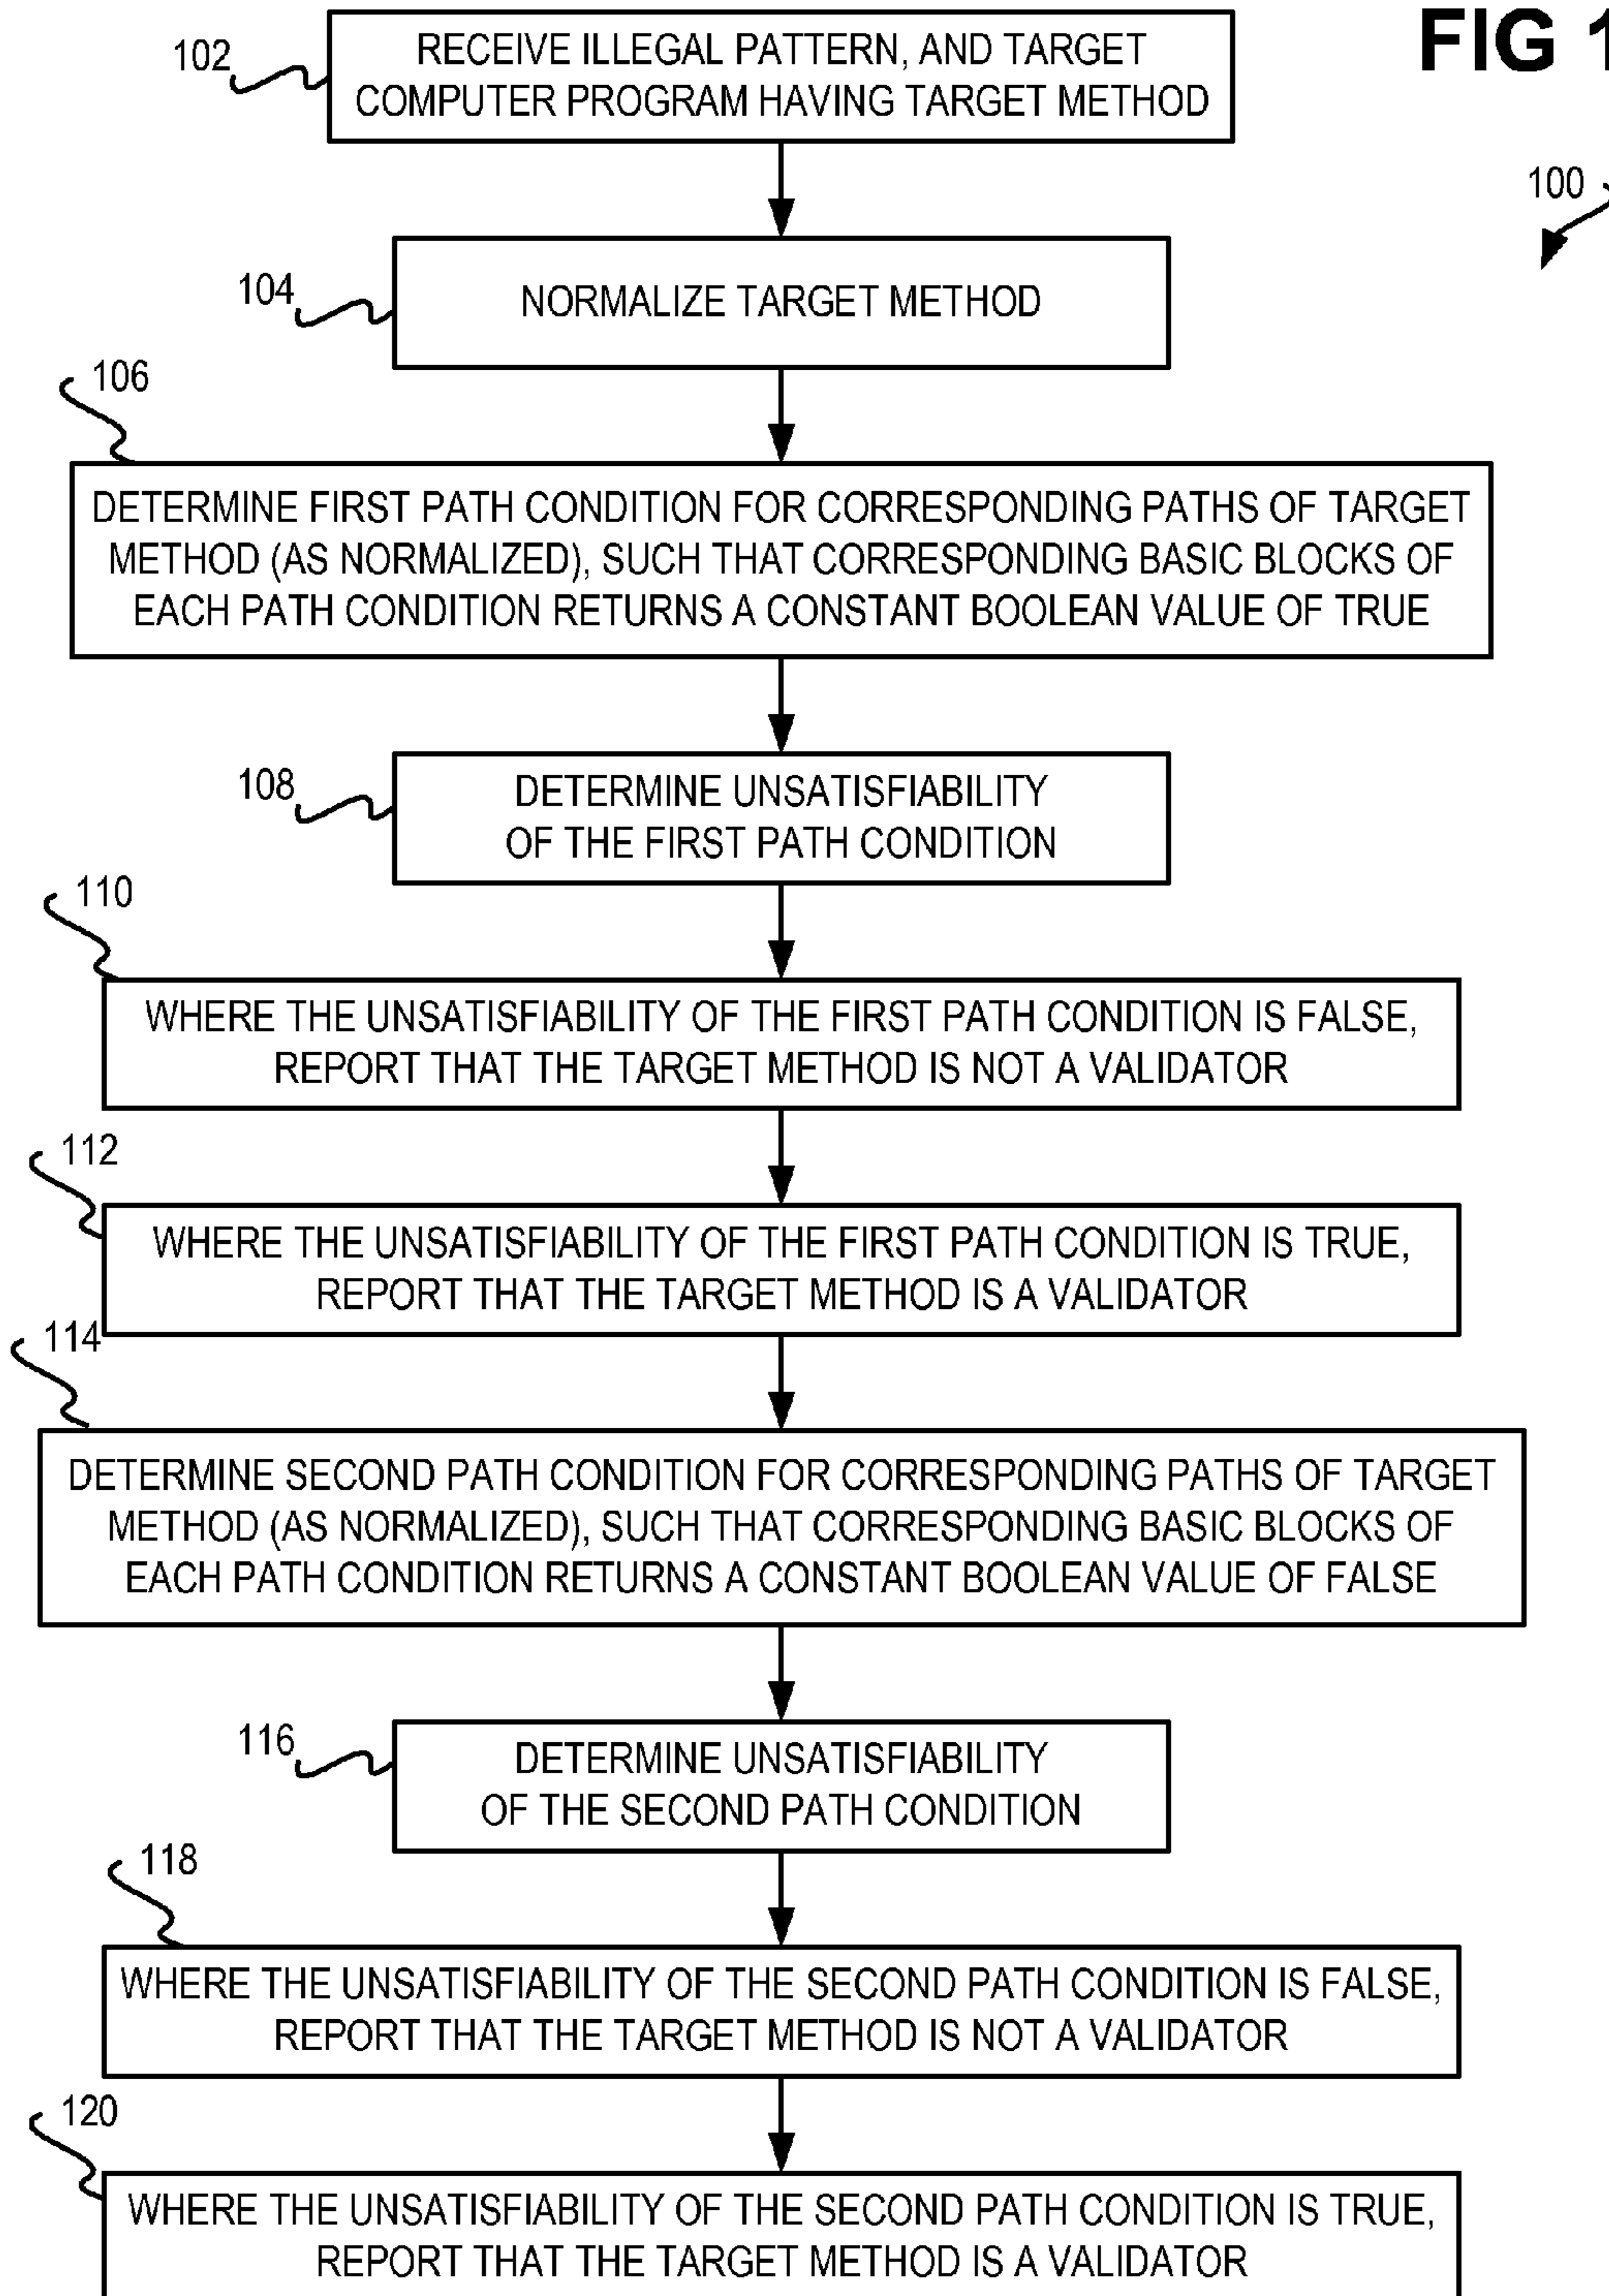 FIG 1
100
102
RECEIVE ILLEGAL PATTERN, AND TARGET
COMPUTER PROGRAM HAVING TARGET METHOD
104
NORMALIZE TARGET METHOD
106
DETERMINE FIRST PATH CONDITION FOR CORRESPONDING PATHS OF TARGET
METHOD (AS NORMALIZED), SUCH THAT CORRESPONDING BASIC BLOCKS OF
EACH PATH CONDITION RETURNS A CONSTANT BOOLEAN VALUE OF TRUE
108
DETERMINE UNSATISFIABILITY
OF THE FIRST PATH CONDITION
110
WHERE THE UNSATISFIABILITY OF THE FIRST PATH CONDITION IS FALSE,
REPORT THAT THE TARGET METHOD IS NOT A VALIDATOR
112
WHERE THE UNSATISFIABILITY OF THE FIRST PATH CONDITION IS TRUE,
REPORT THAT THE TARGET METHOD IS A VALIDATOR
114
DETERMINE SECOND PATH CONDITION FOR CORRESPONDING PATHS OF TARGET
METHOD (AS NORMALIZED), SUCH THAT CORRESPONDING BASIC BLOCKS OF
EACH PATH CONDITION RETURNS A CONSTANT BOOLEAN VALUE OF FALSE
116
DETERMINE UNSATISFIABILITY
OF THE SECOND PATH CONDITION
118
WHERE THE UNSATISFIABILITY OF THE SECOND PATH CONDITION IS FALSE,
REPORT THAT THE TARGET METHOD IS NOT A VALIDATOR
120
WHERE THE UNSATISFIABILITY OF THE SECOND PATH CONDITION IS TRUE,
REPORT THAT THE TARGET METHOD IS A VALIDATOR